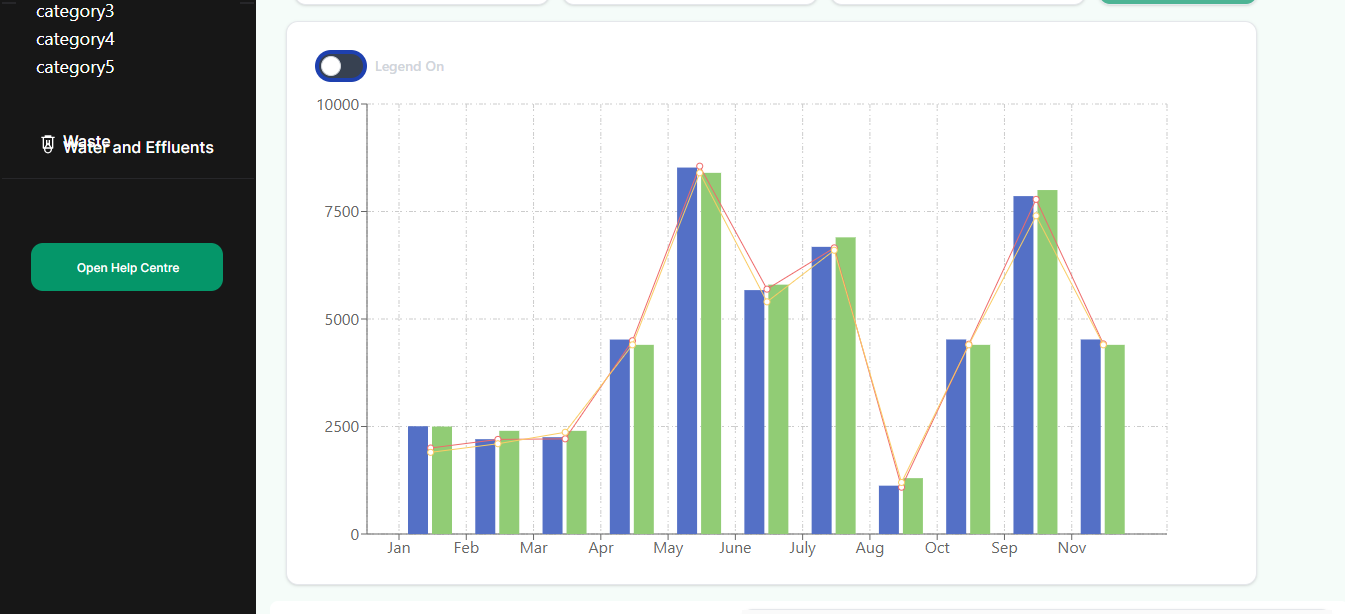 category3
category4
category5
Waste
Water and Effluents
Open Help Centre
Legend On
10000
7500
5000
2500
0
Jan Feb Mar Apr May June July Aug Oct Sep Nov